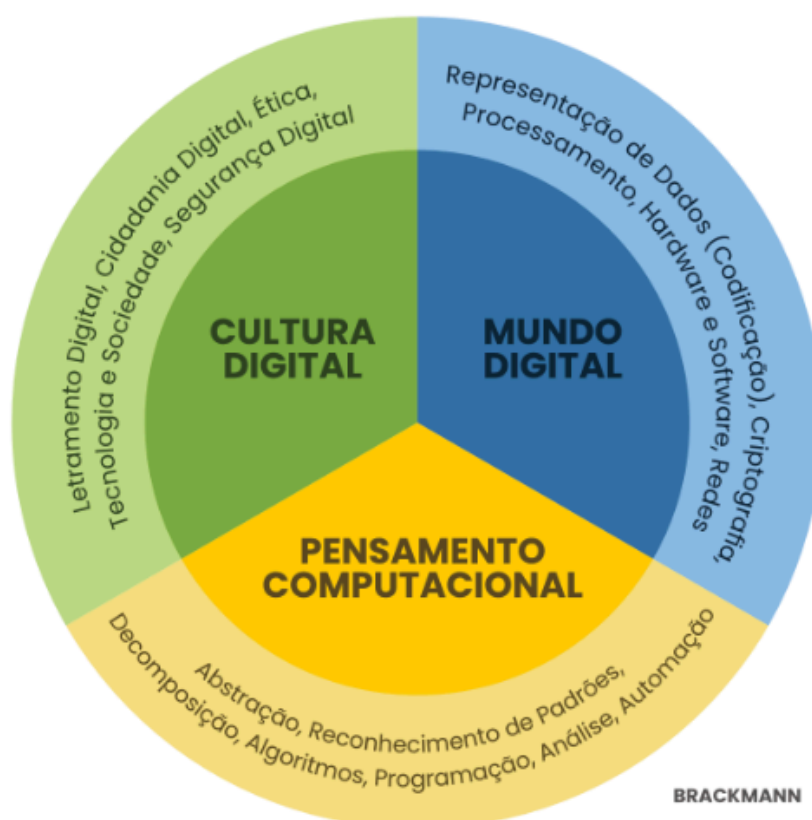 Letramento Digital, Cidadania Digital, Ética,
Tecnologia e Sociedade, Segurança Digital
CULTURA
DIGITAL
Representação de Dados (Codificação), Criptografia,
Processamento, Hardware e Software, Redes
MUNDO
DIGITAL
PENSAMENTO
COMPUTACIONAL
Abstração, Reconhecimento de Padrões,
Decomposição, Algoritmos, Programação, Análise, Automação
BRACKMANN